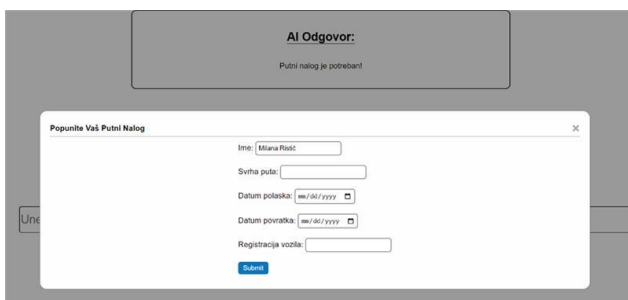 AI Odgovor:
Putni nalog je potreban!
Popunite Vaš Putni Nalog ×
Ime: Milana Ristić
Svrha puta:
Datum polaska: mm/dd/yyyy
Datum povratka: mm/dd/yyyy
Une
Registracija vozila:
Submit